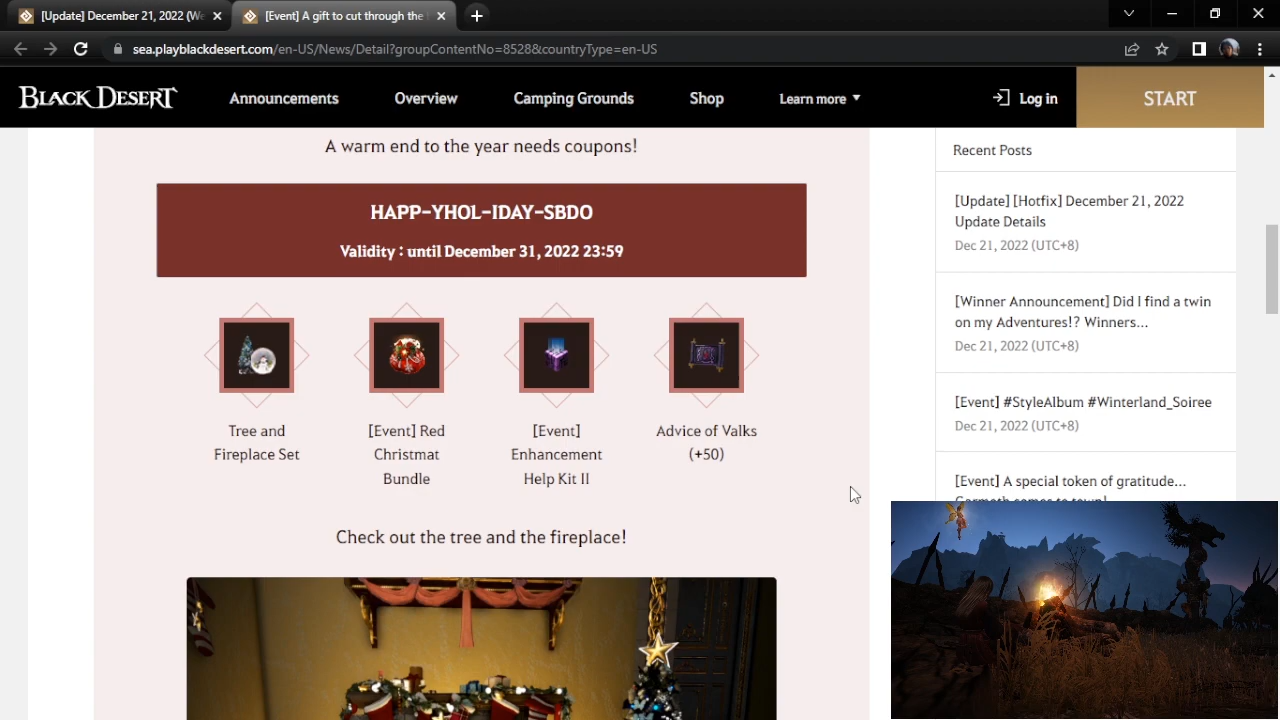 [Update] December 21, 2022 (We
[Event] A gift to cut through the
sea.playblackdesert.com/en-US/News/Detail?groupContentNo=8528&countryType=en-US
BLACK DESERT
Announcements
Overview
Camping Grounds
Shop
Learn more
Log in
START
A warm end to the year needs coupons!
HAPP-YHOL-IDAY-SBDO
Validity : until December 31, 2022 23:59
Tree and
Fireplace Set
[Event] Red
Christmat
Bundle
[Event]
Enhancement
Help Kit II
Advice of Valks
(+50)
Check out the tree and the fireplace!
Recent Posts
[Update] [Hotfix] December 21, 2022
Update Details
Dec 21, 2022 (UTC+8)
[Winner Announcement] Did I find a twin
on my Adventures!? Winners...
Dec 21, 2022 (UTC+8)
[Event] #StyleAlbum #Winterland_Soiree
Dec 21, 2022 (UTC+8)
[Event] A special token of gratitude...
Garmoth comes to town!